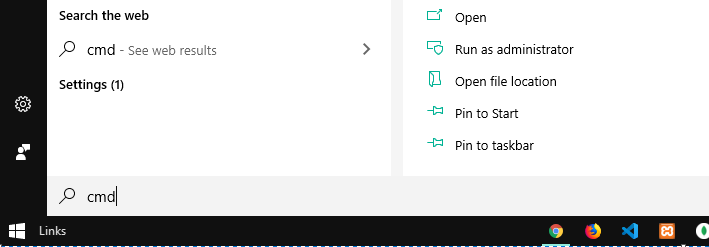 Search the web
cmd - See web results
Settings (1)
Open
Run as administrator
Open file location
Pin to Start
Pin to taskbar
cmd
Links